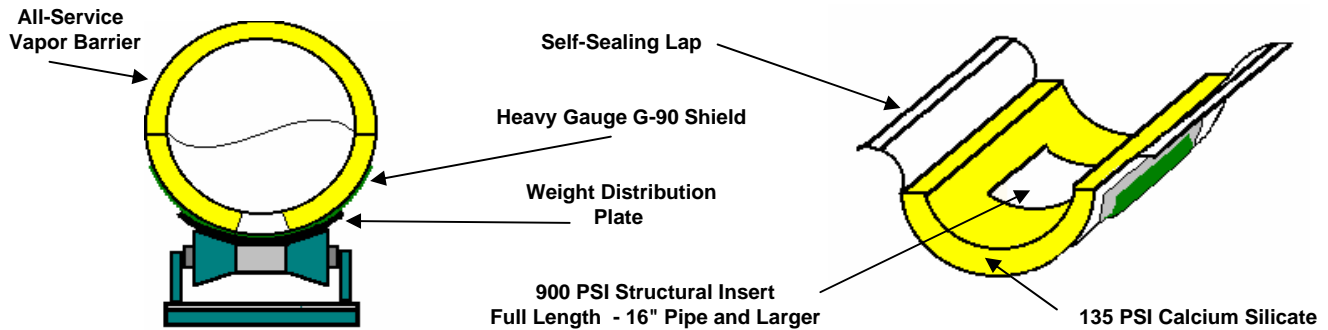 All-Service
Vapor Barrier
Self-Sealing Lap
Heavy Gauge G-90 Shield
Weight Distribution
Plate
900 PSI Structural Insert
Full Length - 16" Pipe and Larger
135 PSI Calcium Silicate